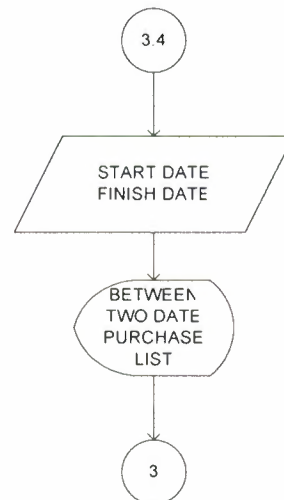 3.4
START DATE
FINISH DATE
BETWEEN
TWO DATE
PURCHASE
LIST
3